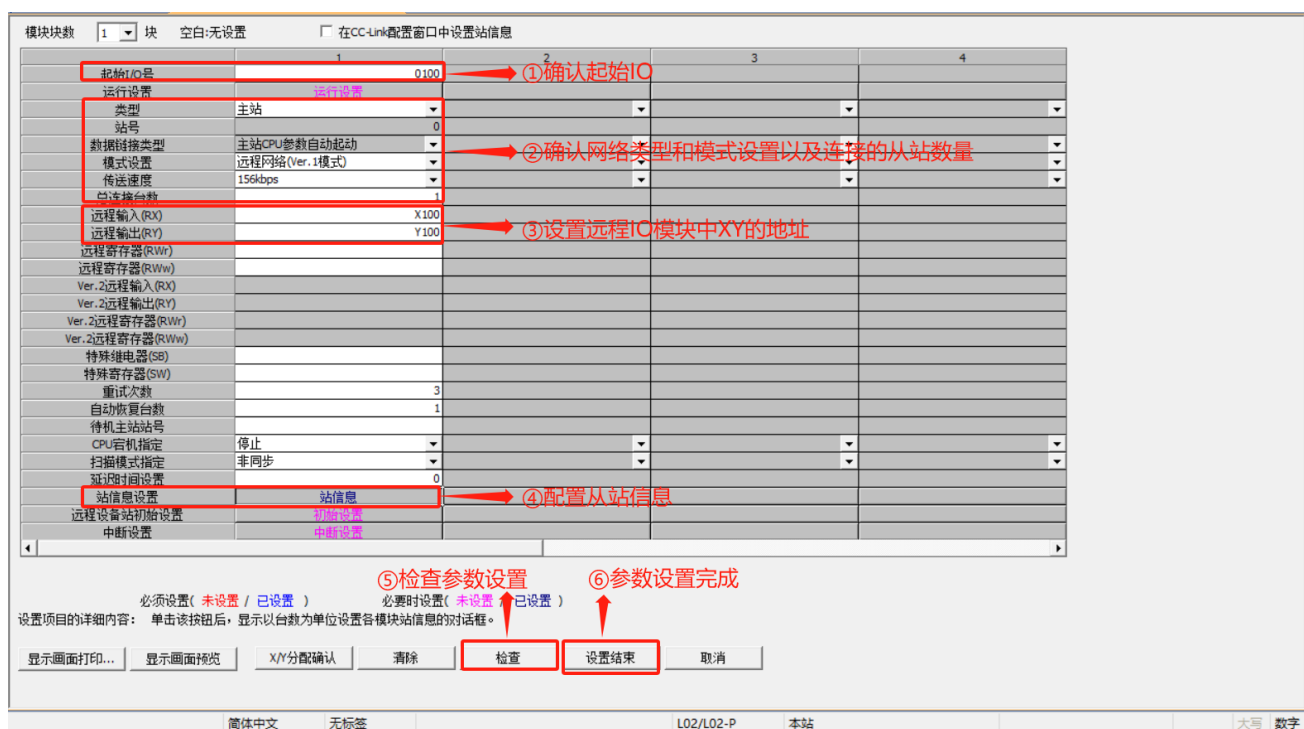 模块块数 1 块 空白:无设置 在CC-Link配置窗口中设置站信息
1 2 3 4
起始I/O号 0100 ①确认起始IO
运行设置 运行设置
类型 主站
站号 0
数据链接类型 主站CPU参数自动起动
模式设置 远程网络(Ver.1模式) ②确认网络类型和模式设置以及连接的从站数量
传送速度 156kbps
总连接台数 1
远程输入(RX) X100
远程输出(RY) Y100 ③设置远程IO模块中XY的地址
远程寄存器(RWr)
远程寄存器(RWw)
Ver.2远程输入(RX)
Ver.2远程输出(RY)
Ver.2远程寄存器(RWr)
Ver.2远程寄存器(RWw)
特殊继电器(SB)
特殊寄存器(SW)
重试次数 3
自动恢复台数 1
待机主站站号
CPU宕机指定 停止
扫描模式指定 非同步
延迟时间设置 0
站信息设置 站信息 ④配置从站信息
远程设备站初始设置 初始设置
中断设置 中断设置
⑤检查参数设置 ⑥参数设置完成
必须设置( 未设置 / 已设置 ) 必要时设置( 未设置 / 已设置 )
设置项目的详细内容: 单击该按钮后，显示以台数为单位设置各模块站信息的对话框。
显示画面打印... 显示画面预览 X/Y分配确认 清除 检查 设置结束 取消
简体中文 无标签 L02/L02-P 本站 大写 数字